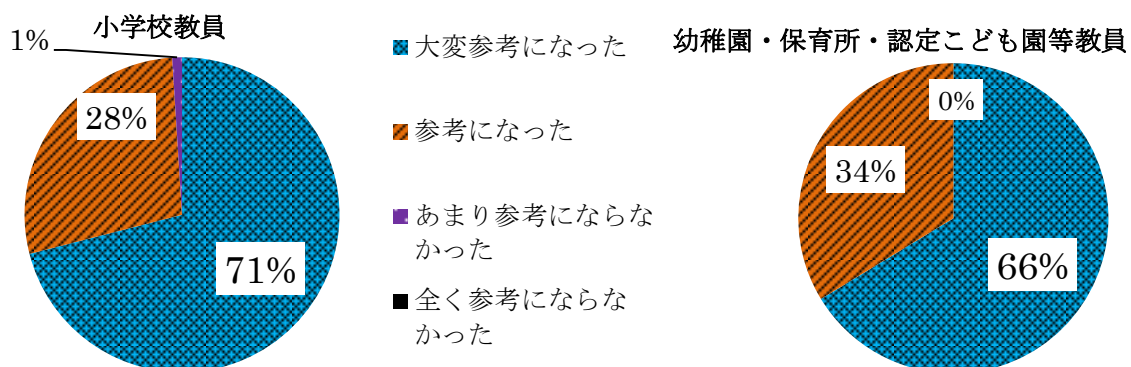 小学校教員
1%
28%
71%
大変参考になった
参考になった
あまり参考にならな
かった
全く参考にならな
かった
幼稚園・保育所・認定こども園等教員
0%
34%
66%